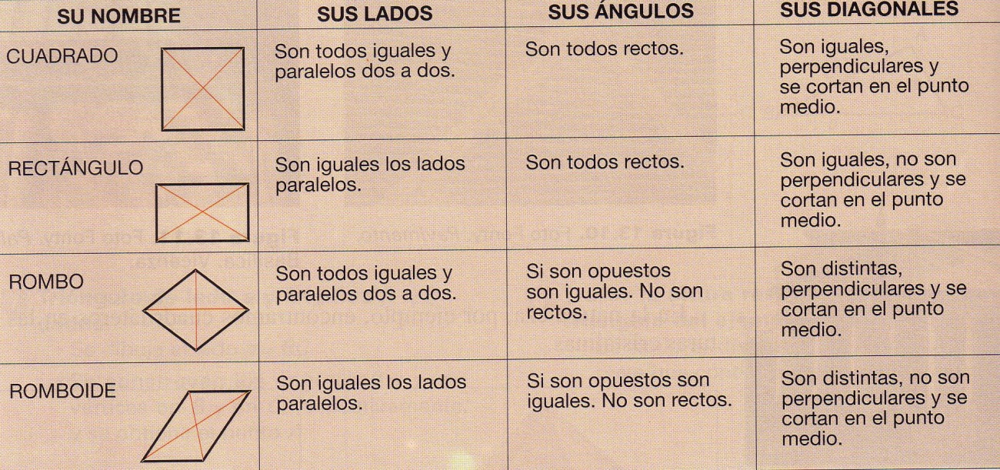 SU NOMBRE
SUS LADOS
SUS ÁNGULOS
SUS DIAGONALES
CUADRADO
Son todos iguales y
paralelos dos a dos.
Son todos rectos.
Son iguales,
perpendiculares y
se cortan en el punto
medio.
RECTÁNGULO
Son iguales los lados
paralelos.
Son todos rectos.
Son iguales, no son
perpendiculares y se
cortan en el punto
medio.
ROMBO
Son todos iguales y
paralelos dos a dos.
Si son opuestos
son iguales. No son
rectos.
Son distintas,
perpendiculares y se
cortan en el punto
medio.
ROMBOIDE
Son iguales los lados
paralelos.
Si son opuestos son
iguales. No son rectos.
Son distintas, no son
perpendiculares y se
cortan en el punto
medio.